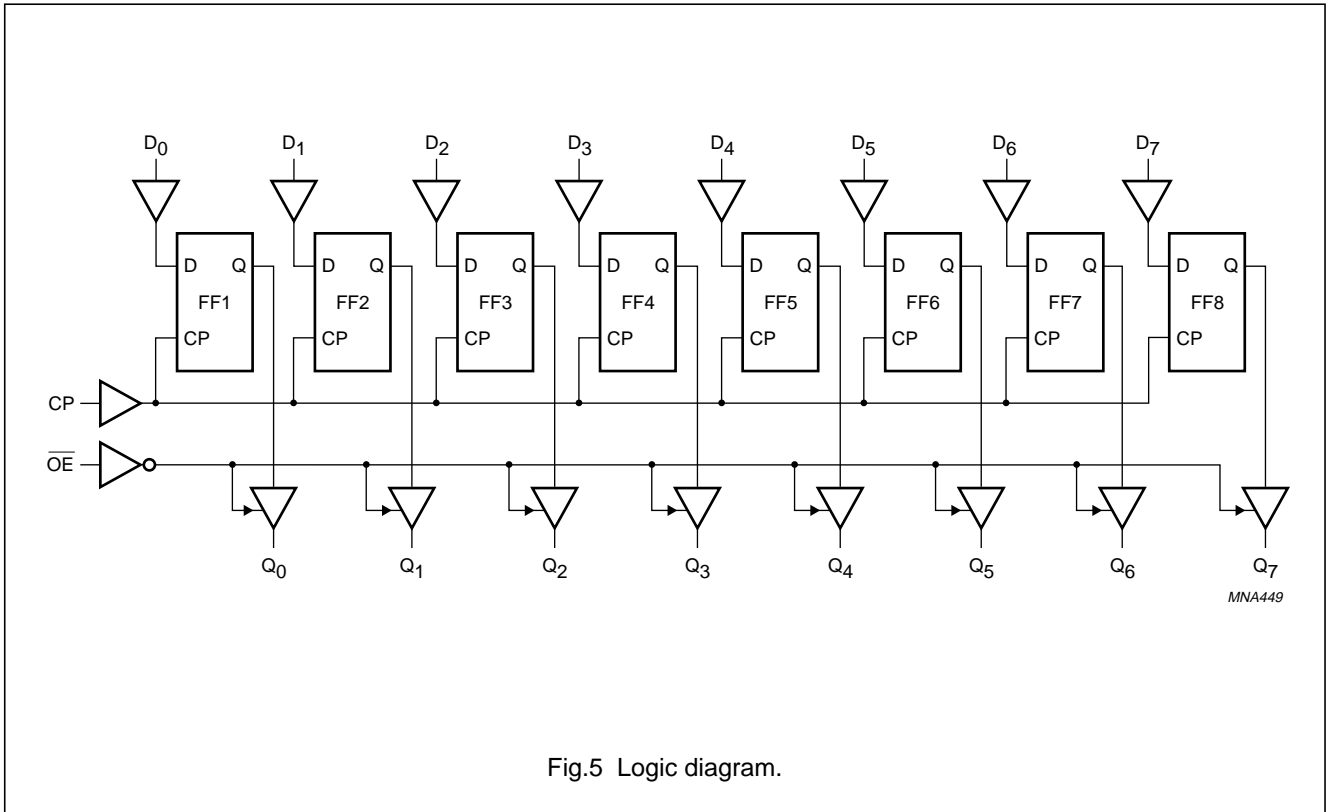 D0 D1 D2 D3 D4 D5 D6 D7
D Q D Q D Q D Q D Q D Q D Q D Q
FF1 FF2 FF3 FF4 FF5 FF6 FF7 FF8
CP CP CP CP CP CP CP CP
CP
OE
Q0 Q1 Q2 Q3 Q4 Q5 Q6 Q7
MNA449
Fig.5 Logic diagram.